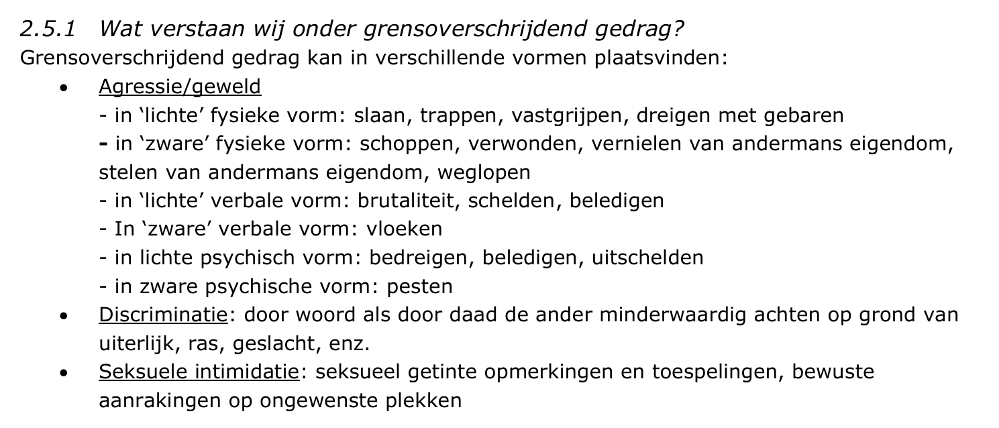 2.5.1 Wat verstaan wij onder grensoverschrijdend gedrag?
Grensoverschrijdend gedrag kan in verschillende vormen plaatsvinden:
• Agressie/geweld
- in ‘lichte’ fysieke vorm: slaan, trappen, vastgrijpen, dreigen met gebaren
- in ‘zware’ fysieke vorm: schoppen, verwonden, vernielen van andermans eigendom,
stelen van andermans eigendom, weglopen
- in ‘lichte’ verbale vorm: brutaliteit, schelden, beledigen
- In ‘zware’ verbale vorm: vloeken
- in lichte psychisch vorm: bedreigen, beledigen, uitschelden
- in zware psychische vorm: pesten
• Discriminatie: door woord als door daad de ander minderwaardig achten op grond van
uiterlijk, ras, geslacht, enz.
• Seksuele intimidatie: seksueel getinte opmerkingen en toespelingen, bewuste
aanrakingen op ongewenste plekken